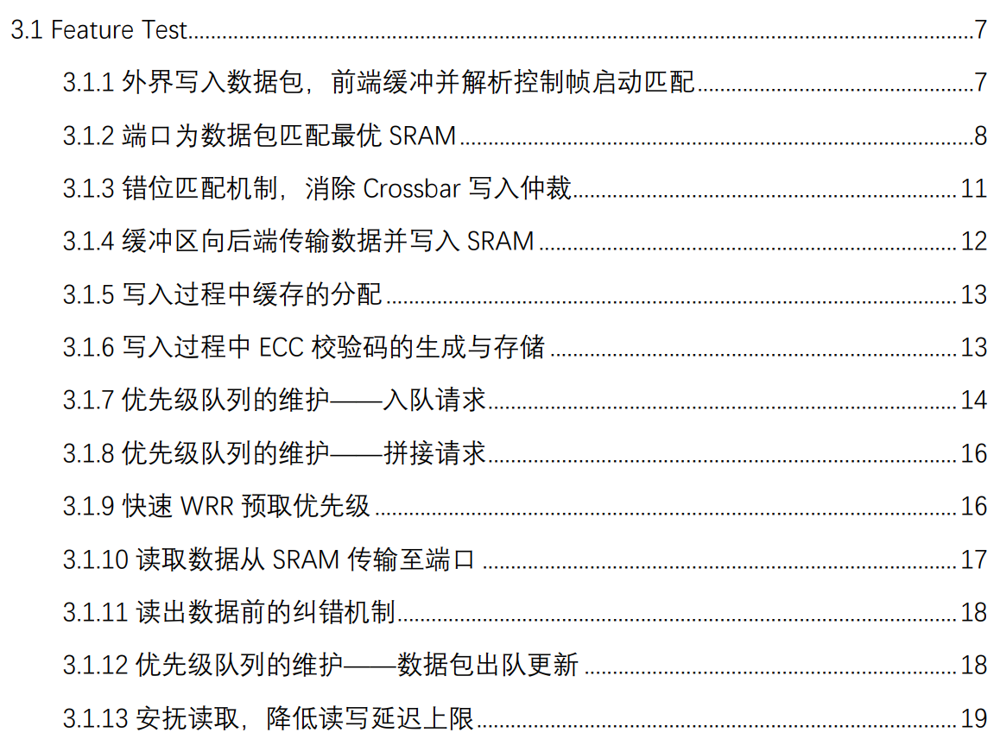 3.1 Feature Test........................7
3.1.1 外界写入数据包，前端缓冲并解析控制帧启动匹配........................7
3.1.2 端口为数据包匹配最优 SRAM........................8
3.1.3 错位匹配机制，消除 Crossbar 写入仲裁........................11
3.1.4 缓冲区向后端传输数据并写入 SRAM........................12
3.1.5 写入过程中缓存的分配........................13
3.1.6 写入过程中 ECC 校验码的生成与存储........................13
3.1.7 优先级队列的维护——入队请求........................14
3.1.8 优先级队列的维护——拼接请求........................16
3.1.9 快速 WRR 预取优先级........................16
3.1.10 读取数据从 SRAM 传输至端口........................17
3.1.11 读出数据前的纠错机制........................18
3.1.12 优先级队列的维护——数据包出队更新........................18
3.1.13 安抚读取，降低读写延迟上限........................19